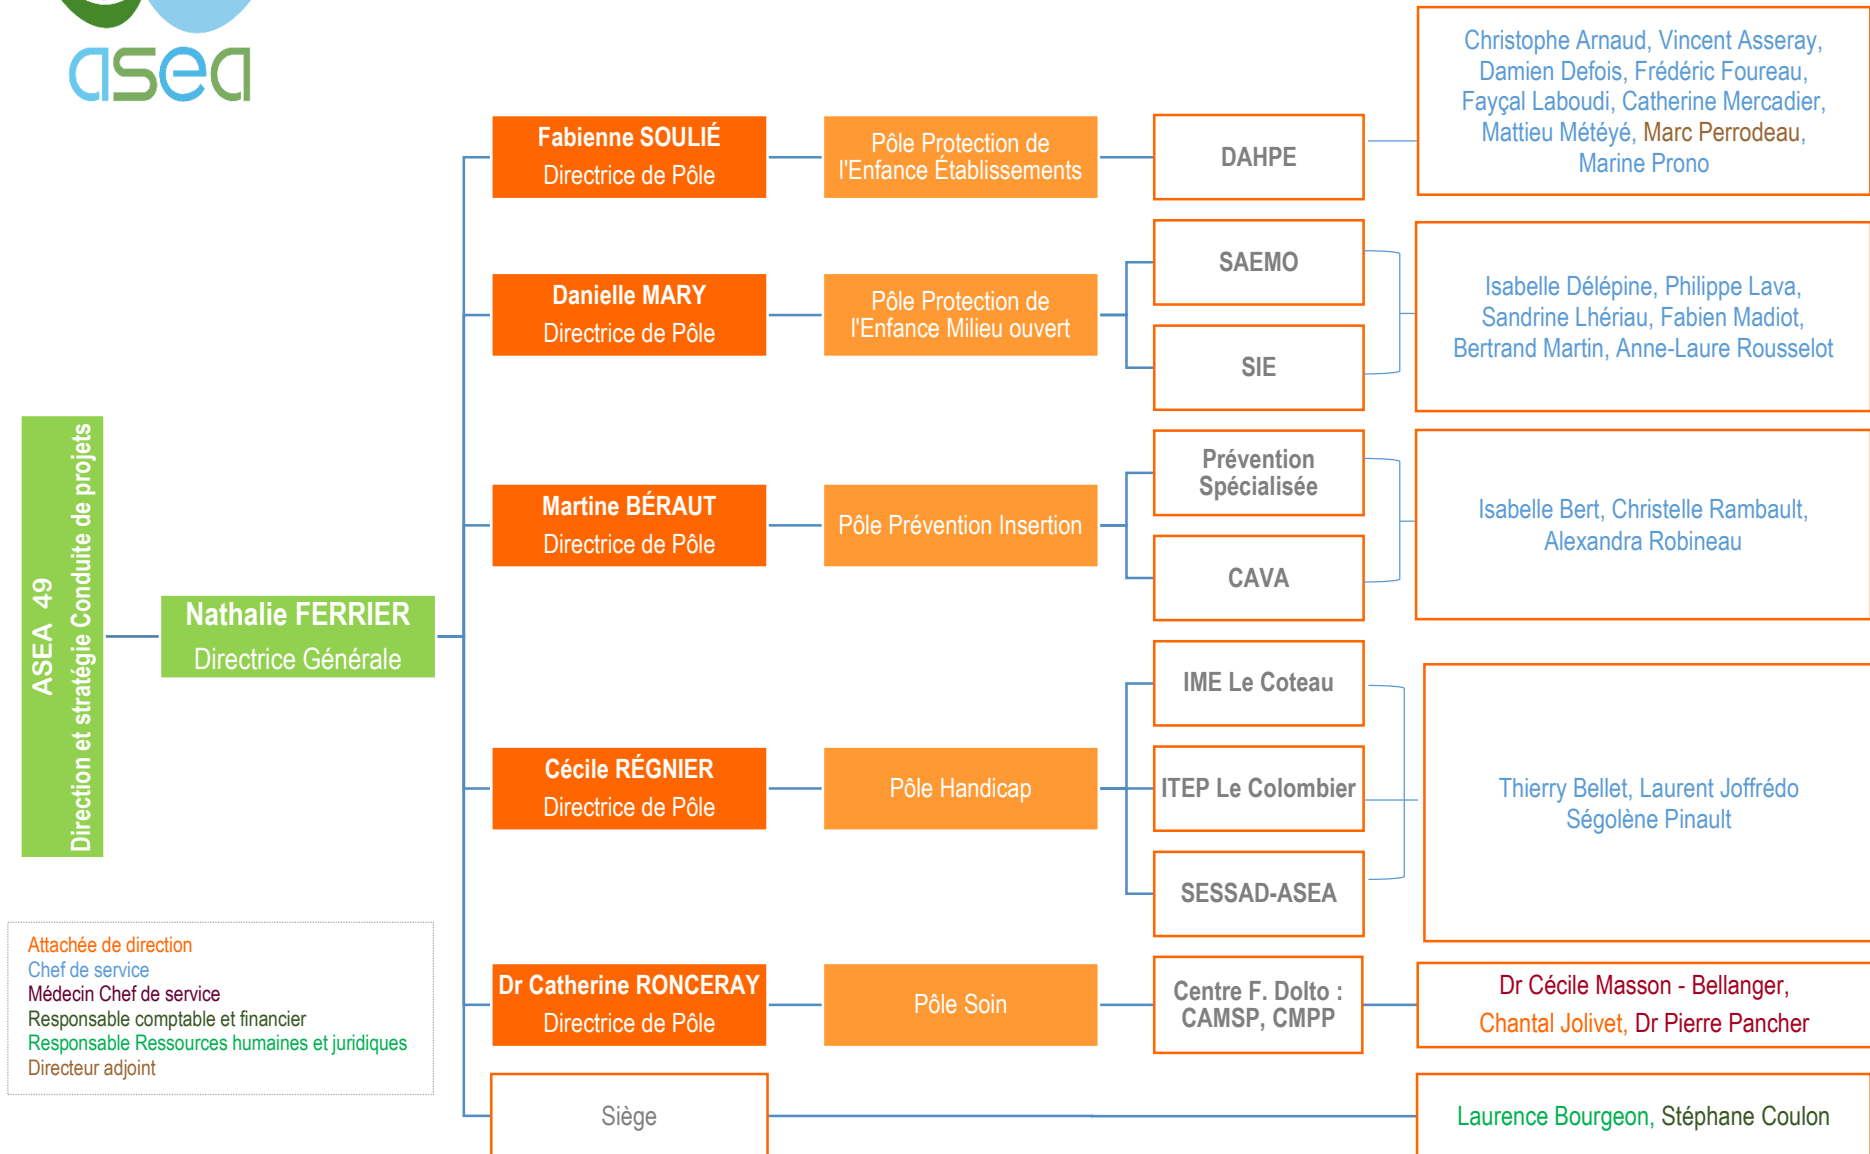 asea
ASEA 49
Direction et stratégie Conduite de projets
Nathalie FERRIER
Directrice Générale
Fabienne SOULIÉ
Directrice de Pôle
Pôle Protection de
l'Enfance Établissements
DAHPE
Christophe Arnaud, Vincent Asseray,
Damien Defois, Frédéric Foureau,
Fayçal Laboudi, Catherine Mercadier,
Mattieu Météyé, Marc Perrodeau,
Marine Prono
Danielle MARY
Directrice de Pôle
Pôle Protection de
l'Enfance Milieu ouvert
SAEMO
SIE
Isabelle Délépine, Philippe Lava,
Sandrine Lhériau, Fabien Madiot,
Bertrand Martin, Anne-Laure Rousselot
Martine BÉRAUT
Directrice de Pôle
Pôle Prévention Insertion
Prévention
Spécialisée
CAVA
Isabelle Bert, Christelle Rambault,
Alexandra Robineau
Cécile RÉGNIER
Directrice de Pôle
Pôle Handicap
IME Le Coteau
ITEP Le Colombier
SESSAD-ASEA
Thierry Bellet, Laurent Joffrédo
Ségolène Pinault
Dr Catherine RONCERAY
Directrice de Pôle
Pôle Soin
Centre F. Dolto :
CAMSP, CMPP
Dr Cécile Masson - Bellanger,
Chantal Jolivet, Dr Pierre Pancher
Siège
Laurence Bourgeon, Stéphane Coulon
Attachée de direction
Chef de service
Médecin Chef de service
Responsable comptable et financier
Responsable Ressources humaines et juridiques
Directeur adjoint